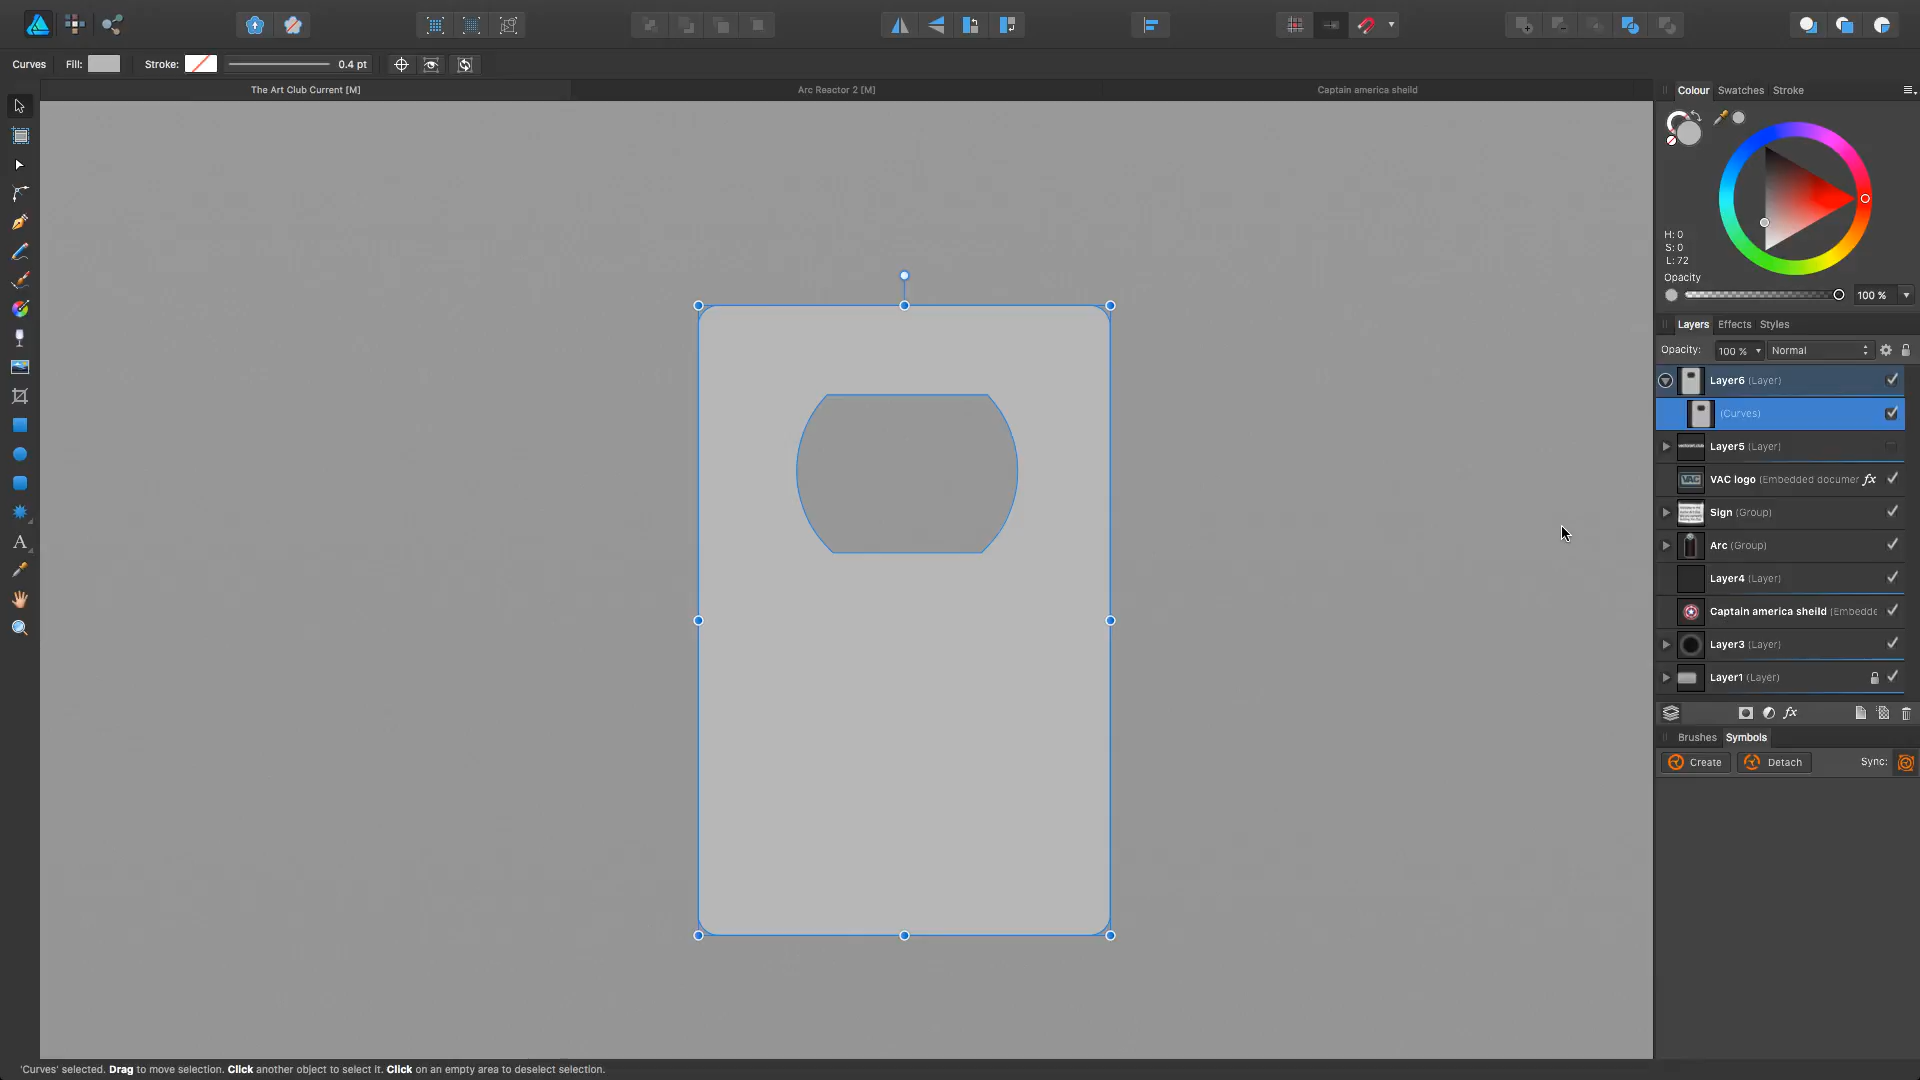 Curves Fill: Stroke: 0.4 pt
The Art Club Current [M] Arc Reactor 2 [M] Captain america sheild
Colour Swatches Stroke
H: 0
S: 0
L: 72
Opacity
100 %
Layers Effects Styles
Opacity: 100 % Normal
Layer6 (Layer)
(Curves)
Layer5 (Layer)
VAC logo (Embedded documer fx
Sign (Group)
Arc (Group)
Layer4 (Layer)
Captain america sheild (Embedde
Layer3 (Layer)
Layer1 (Layer)
fx
Brushes Symbols
Create Detach Sync:
A
'Curves' selected. Drag to move selection. Click another object to select it. Click on an empty area to deselect selection.